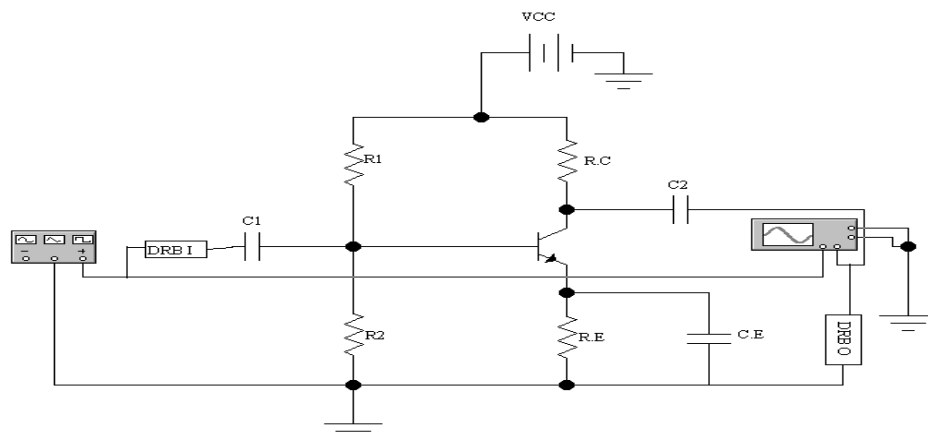 VCC
R1
R.C
C2
C1
DRB I
R2
R.E
C.E
DRB O